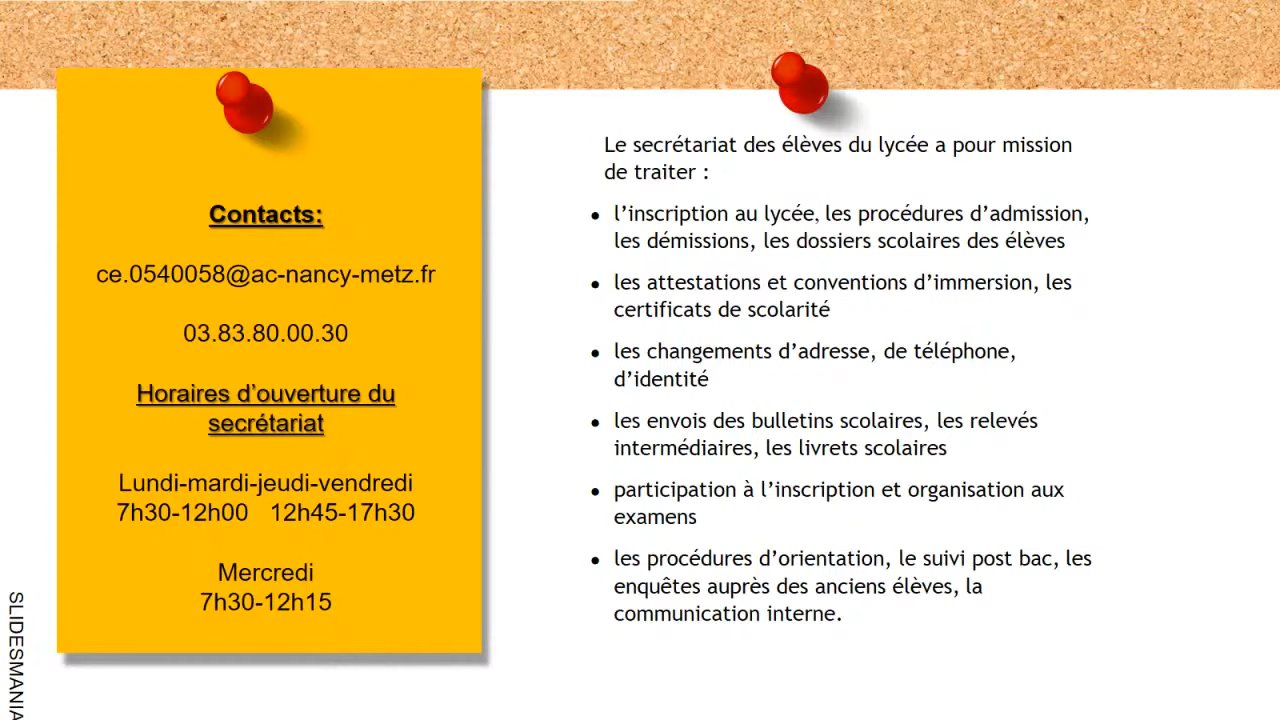 Contacts:
ce.0540058@ac-nancy-metz.fr
03.83.80.00.30
Horaires d’ouverture du
secrétariat
Lundi-mardi-jeudi-vendredi
7h30-12h00 12h45-17h30
Mercredi
7h30-12h15
Le secrétariat des élèves du lycée a pour mission
de traiter :
• l’inscription au lycée, les procédures d’admission,
les démissions, les dossiers scolaires des élèves
• les attestations et conventions d’immersion, les
certificats de scolarité
• les changements d’adresse, de téléphone,
d’identité
• les envois des bulletins scolaires, les relevés
intermédiaires, les livrets scolaires
• participation à l’inscription et organisation aux
examens
• les procédures d’orientation, le suivi post bac, les
enquêtes auprès des anciens élèves, la
communication interne.
SLIDESMANIA